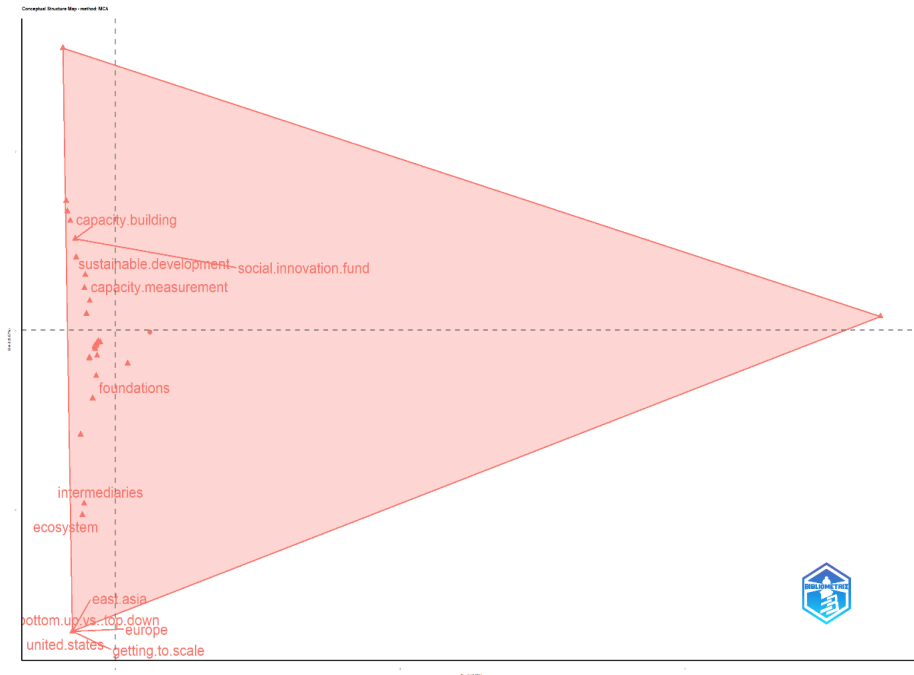 Conceptual Structure Map - method: MCA
capacity.building
sustainable.development
social.innovation.fund
capacity.measurement
foundations
intermediaries
ecosystem
east.asia
bottom.up.vs..top.down
europe
united.states
getting.to.scale
BIBLIOMETRIX